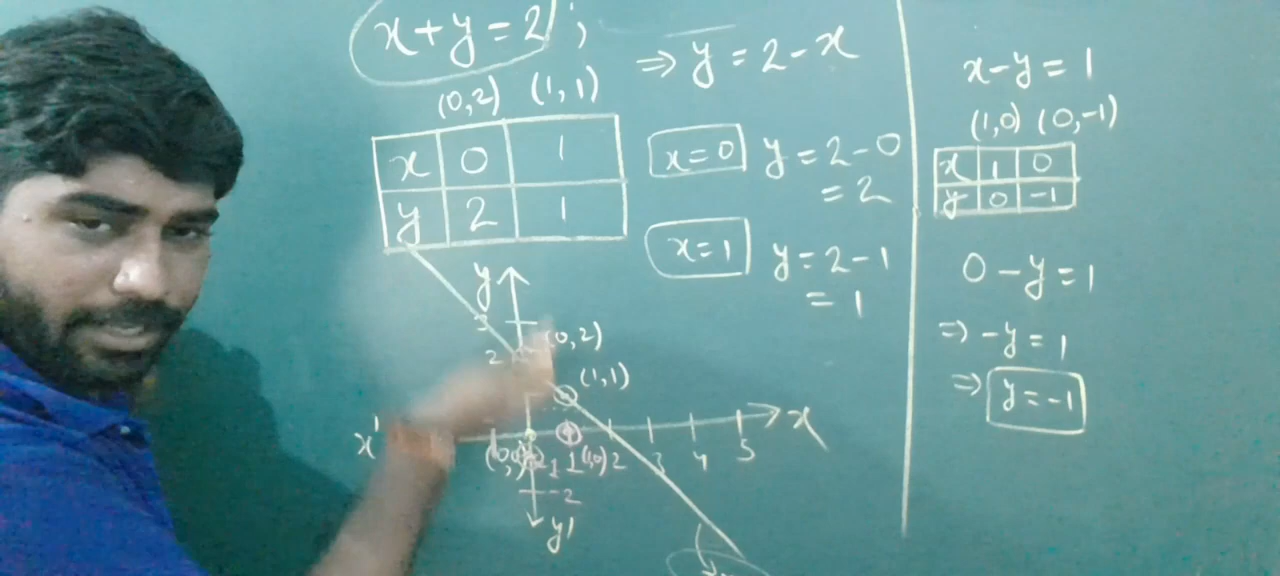 x+y=2;
⇒ y = 2-x
(0,2) (1,1)
x 0 1
y 2 1
x=0 y = 2-0
= 2
x=1 y = 2-1
= 1
y
3
(0,2)
2
(1,1)
x' x
1 (1,0) 2 3 4 5
-1
-2
y'
x-y=1
(1,0) (0,-1)
x 1 0
y 0 -1
0-y=1
⇒ -y=1
⇒ y=-1